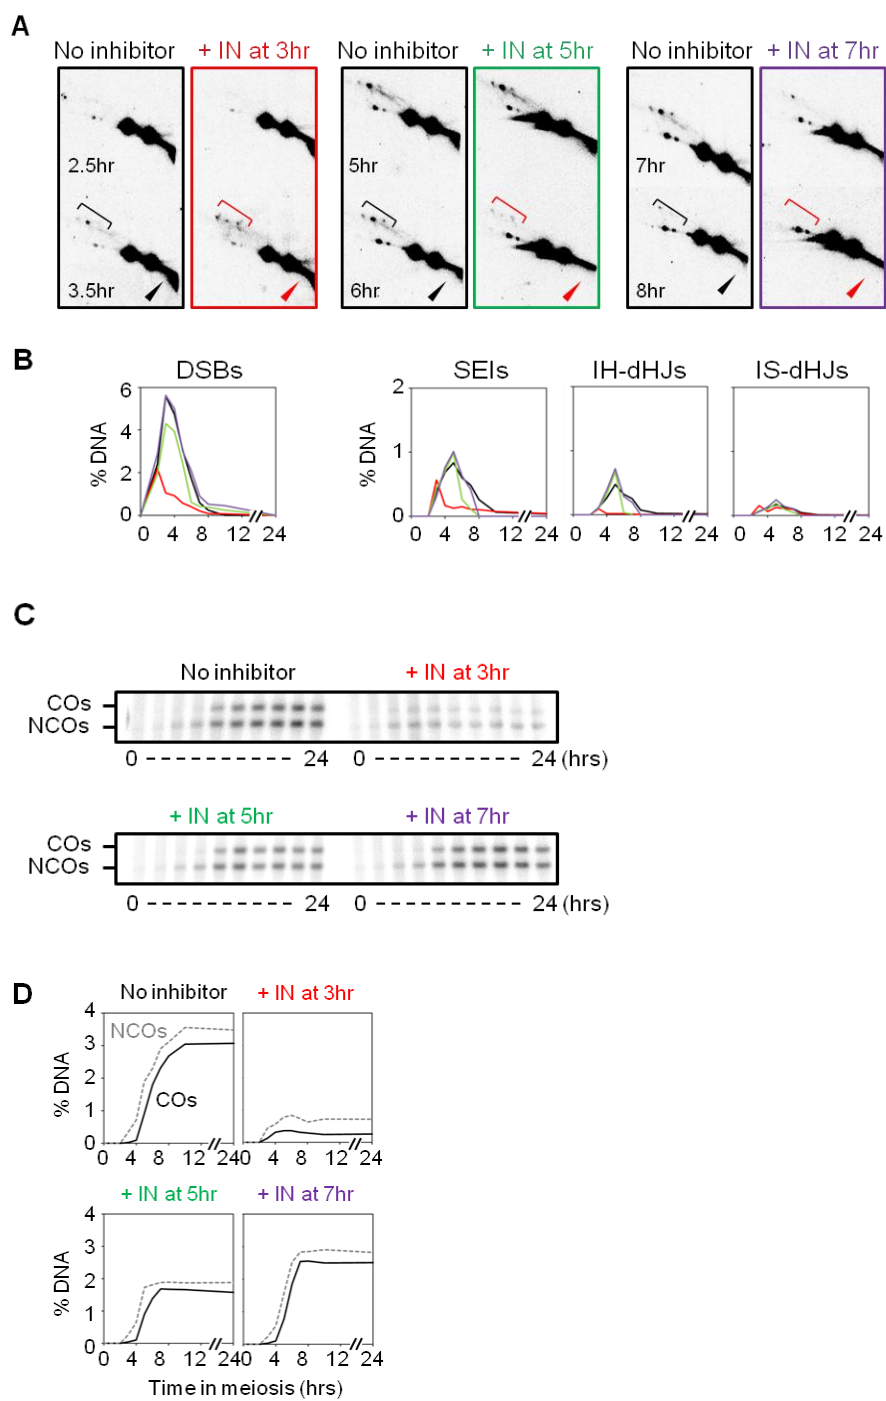 A
No inhibitor + IN at 3hr No inhibitor + IN at 5hr No inhibitor + IN at 7hr
2.5hr 5hr 7hr
3.5hr 6hr 8hr
B
DSBs SEIs IH-dHJs IS-dHJs
% DNA
6
4
2
0
0 4 8 12 24
% DNA
2
1
0
0 4 8 12 24 0 4 8 12 24 0 4 8 12 24
C
No inhibitor + IN at 3hr
COs
NCOs
0 ---------- 24 0 ---------- 24 (hrs)
+ IN at 5hr + IN at 7hr
COs
NCOs
0 ---------- 24 0 ---------- 24 (hrs)
D
No inhibitor + IN at 3hr
% DNA
4
3
2
1
0
NCOs
COs
0 4 8 12 24 0 4 8 12 24
+ IN at 5hr + IN at 7hr
% DNA
4
3
2
1
0
0 4 8 12 24 0 4 8 12 24
Time in meiosis (hrs)